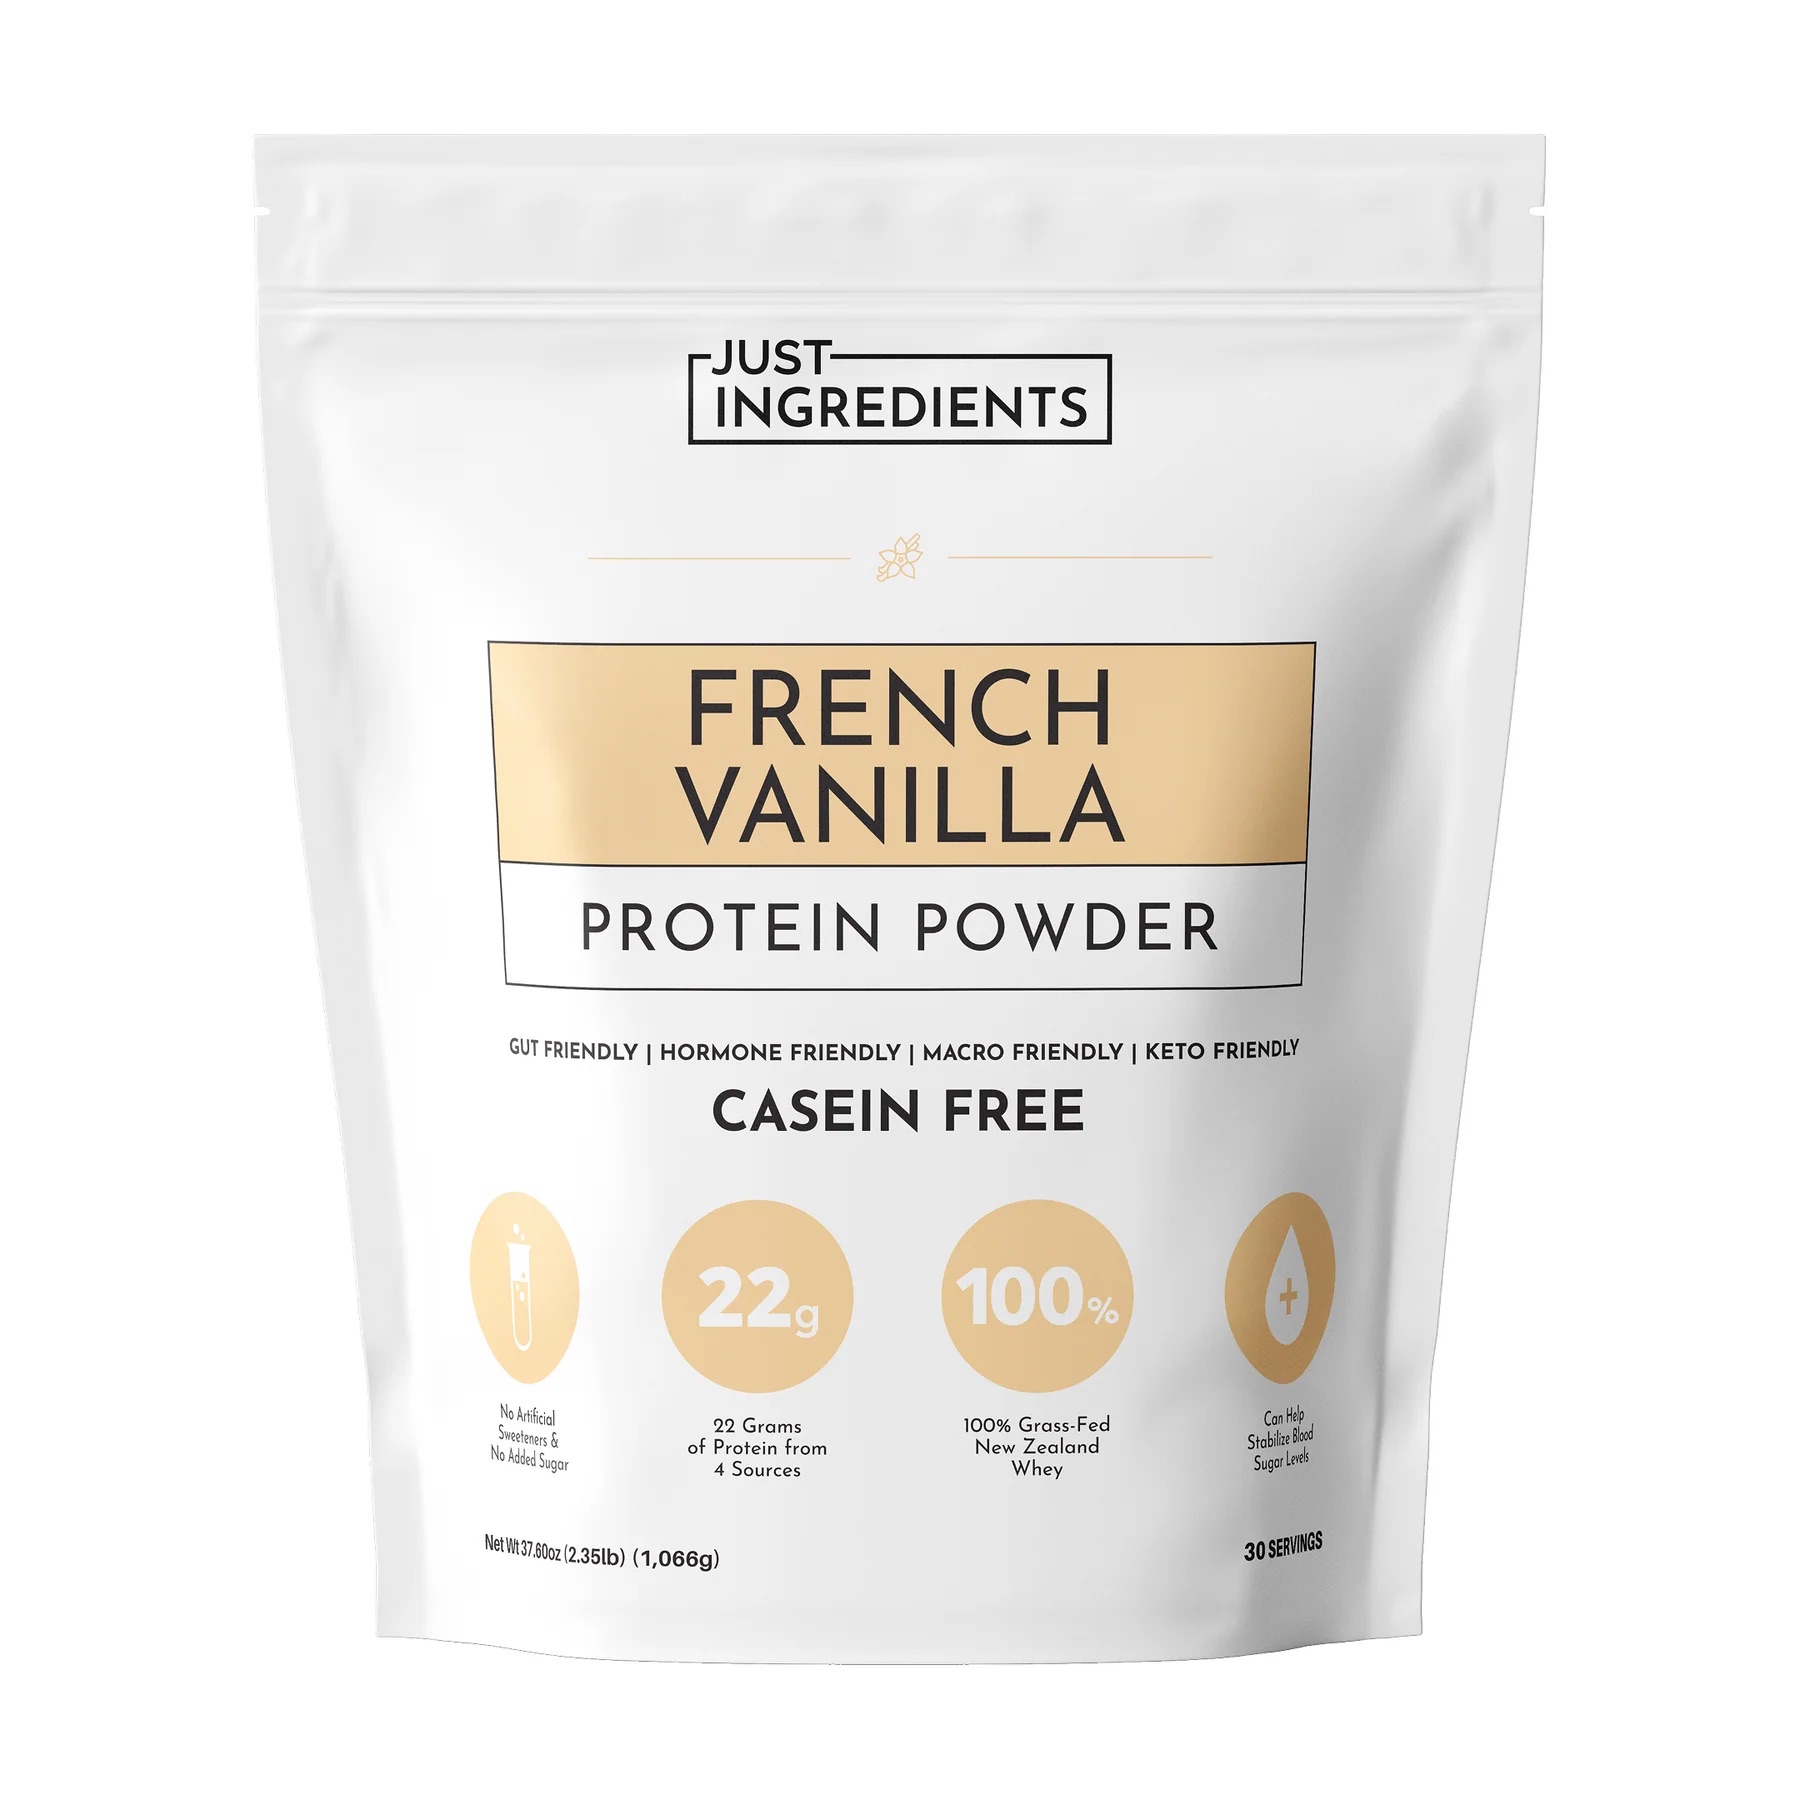 JUST
INGREDIENTS
FRENCH
VANILLA
PROTEIN POWDER
GUT FRIENDLY | HORMONE FRIENDLY | MACRO FRIENDLY | KETO FRIENDLY
CASEIN FREE
22g
100%
No Artificial
Sweeteners &
No Added Sugar
22 Grams
of Protein from
4 Sources
100% Grass-Fed
New Zealand
Whey
Can Help
Stabilize Blood
Sugar Levels
Net Wt 37.60oz (2.35lb) (1,066g)
30 SERVINGS